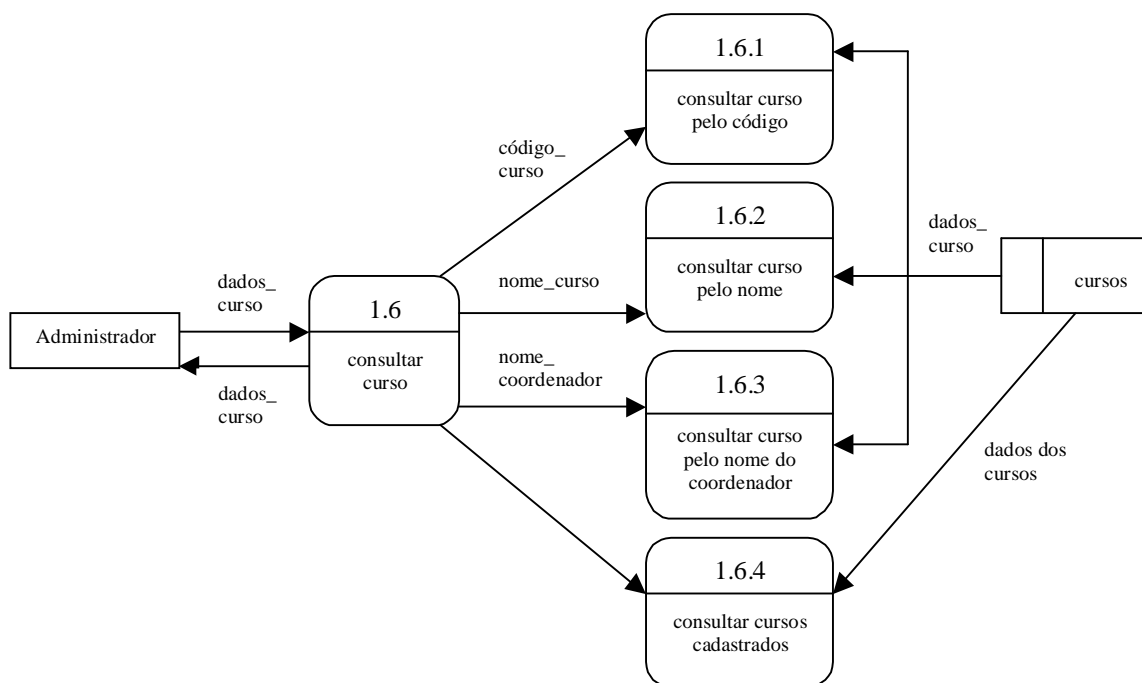 1.6.1
consultar curso
pelo código
código_
curso
1.6.2
consultar curso
pelo nome
dados_
curso
cursos
dados_
curso
1.6
consultar
curso
nome_curso
Administrador
dados_
curso
nome_
coordenador
1.6.3
consultar curso
pelo nome do
coordenador
dados dos
cursos
1.6.4
consultar cursos
cadastrados